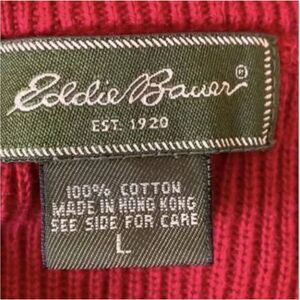 Eddie Bauer®
EST. 1920
100% COTTON
MADE IN HONG KONG
SEE SIDE FOR CARE
L